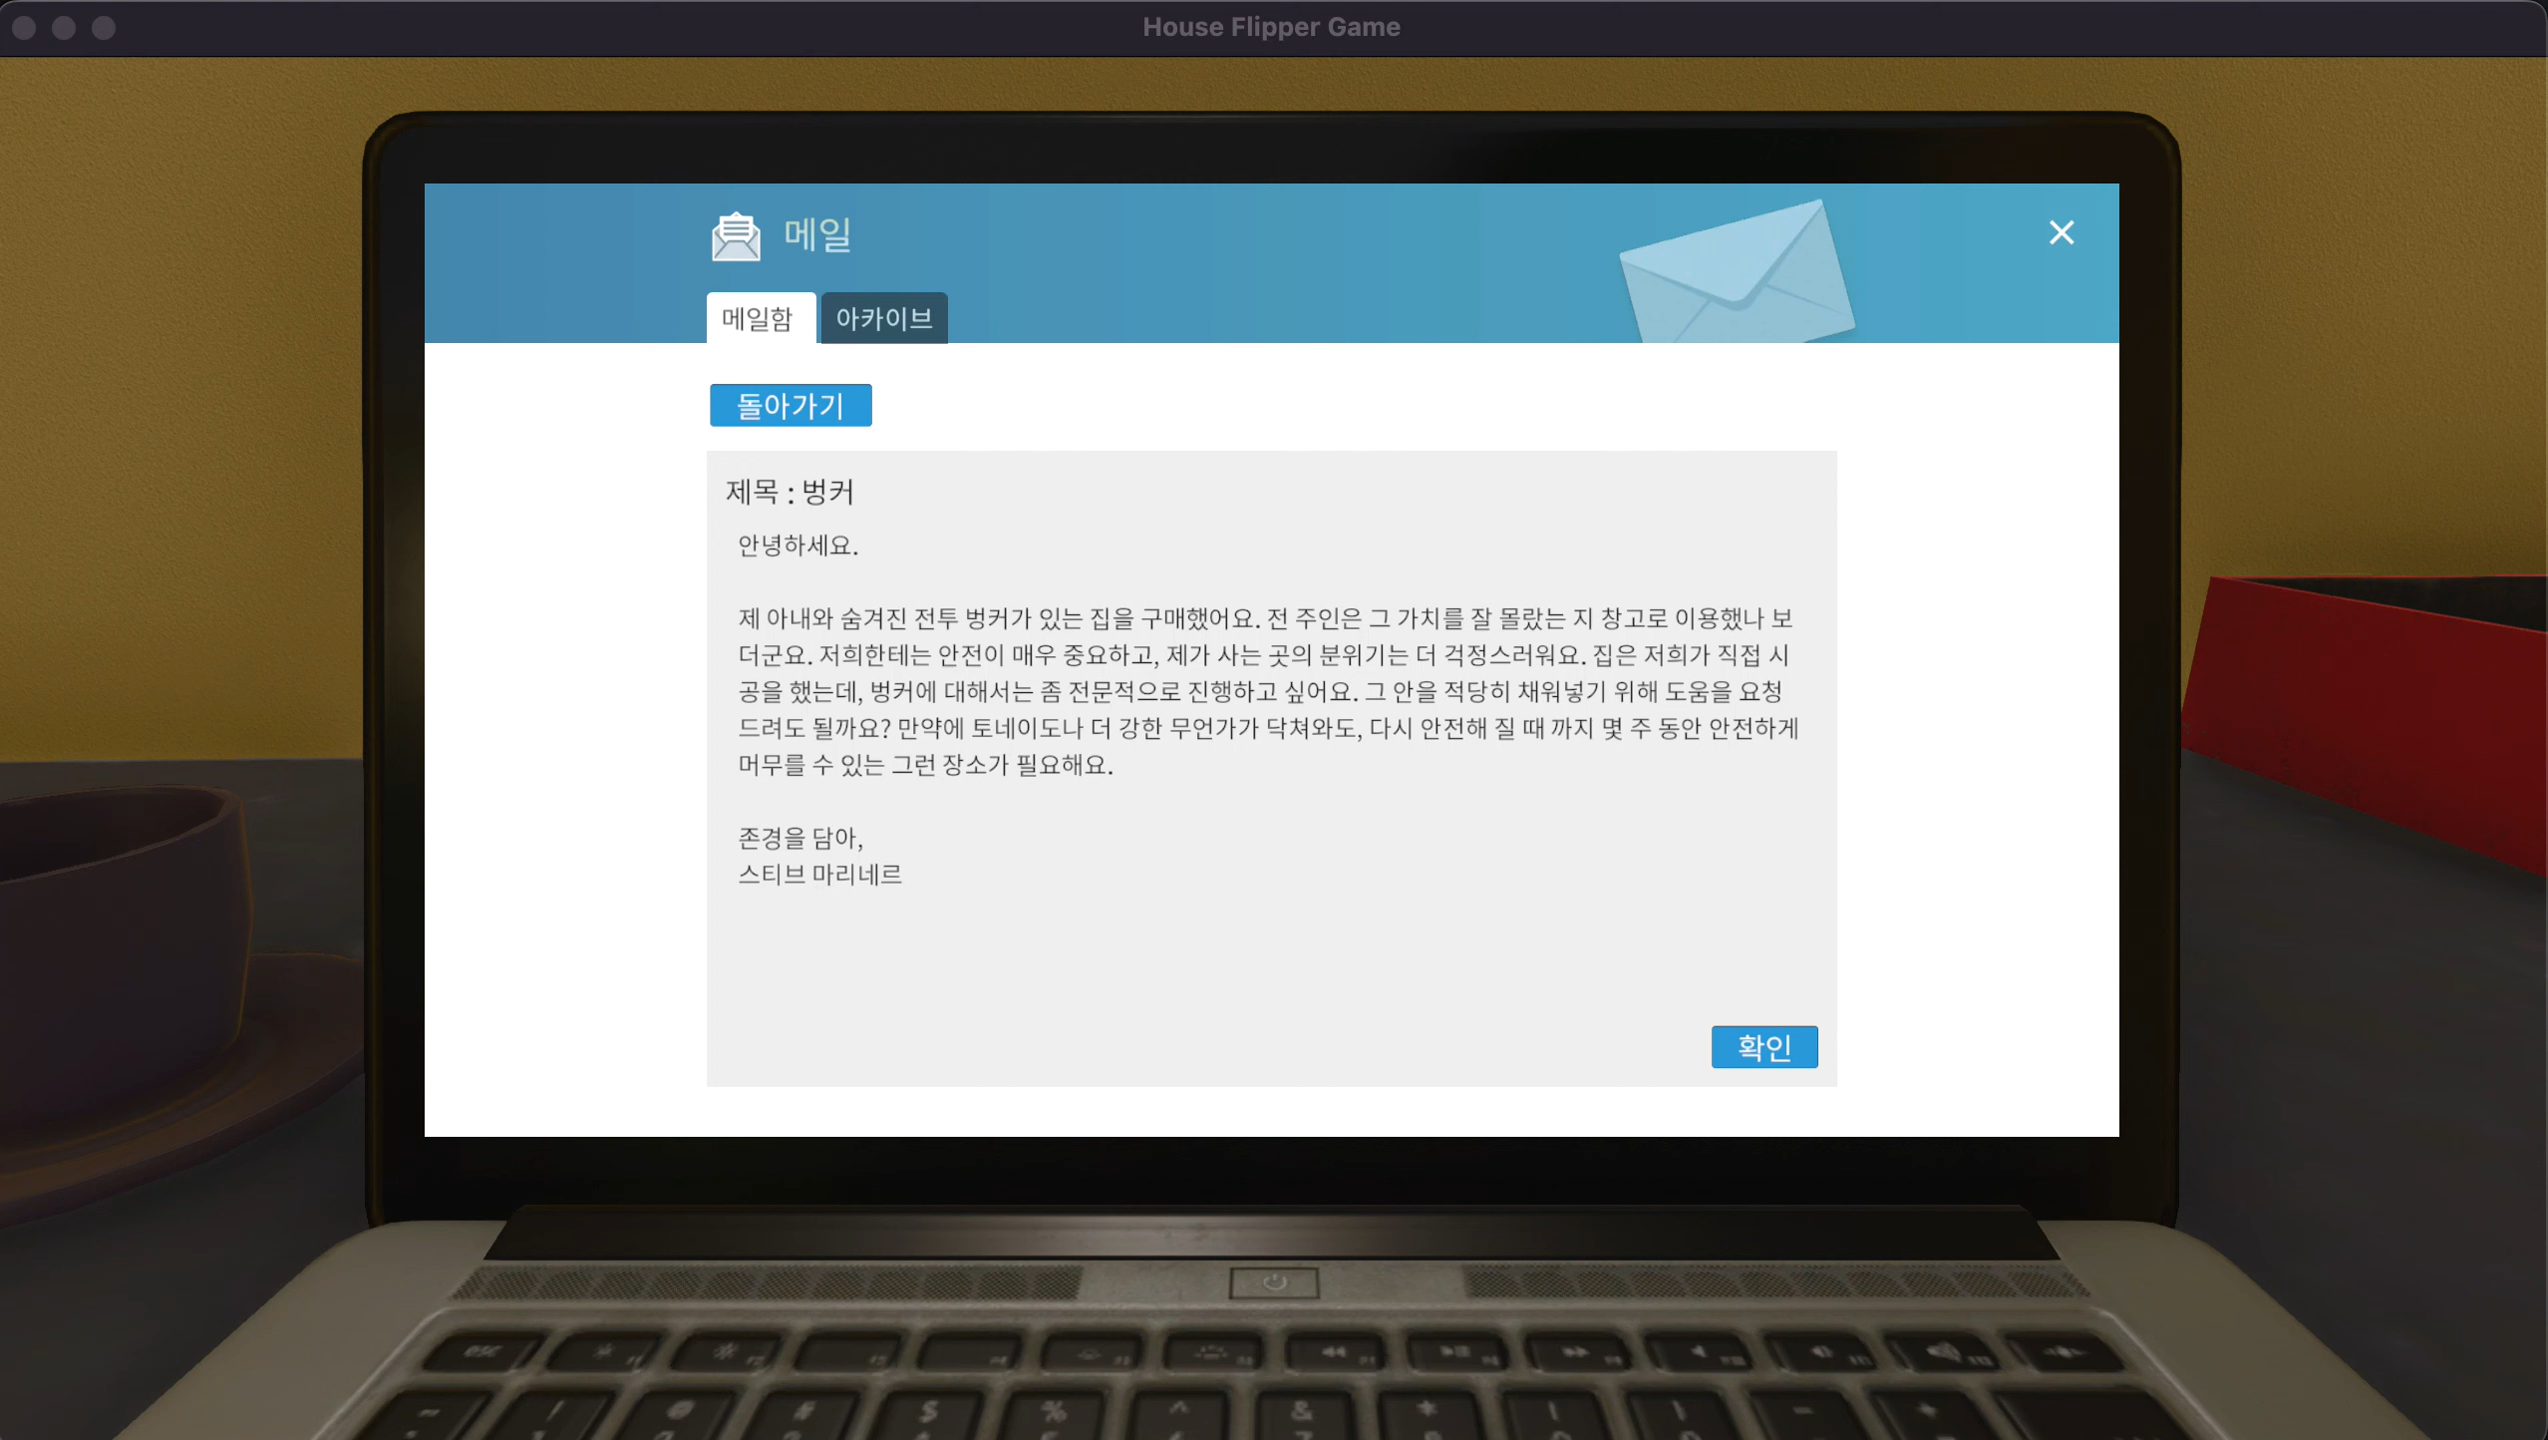 House Flipper Game
메일
메일함
아카이브
돌아가기
제목 : 벙커
안녕하세요.
제 아내와 숨겨진 전투 벙커가 있는 집을 구매했어요. 전 주인은 그 가치를 잘 몰랐는 지 창고로 이용했나 보
더군요. 저희한테는 안전이 매우 중요하고, 제가 사는 곳의 분위기는 더 걱정스러워요. 집은 저희가 직접 시
공을 했는데, 벙커에 대해서는 좀 전문적으로 진행하고 싶어요. 그 안을 적당히 채워넣기 위해 도움을 요청
드려도 될까요? 만약에 토네이도나 더 강한 무언가가 닥쳐와도, 다시 안전해 질 때 까지 몇 주 동안 안전하게
머무를 수 있는 그런 장소가 필요해요.
존경을 담아,
스티브 마리네르
확인
esc